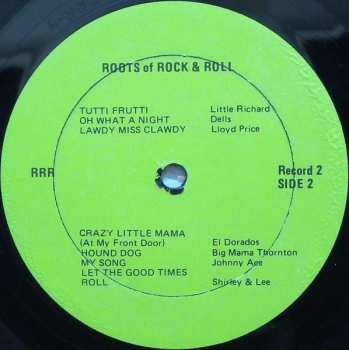 ROOTS of ROCK & ROLL
TUTTI FRUTTI Little Richard
OH WHAT A NIGHT Dells
LAWDY MISS CLAWDY Lloyd Price
RRR
Record 2
SIDE 2
CRAZY LITTLE MAMA
(At My Front Door) El Dorados
HOUND DOG Big Mama Thornton
MY SONG Johnny Ace
LET THE GOOD TIMES
ROLL Shirley & Lee